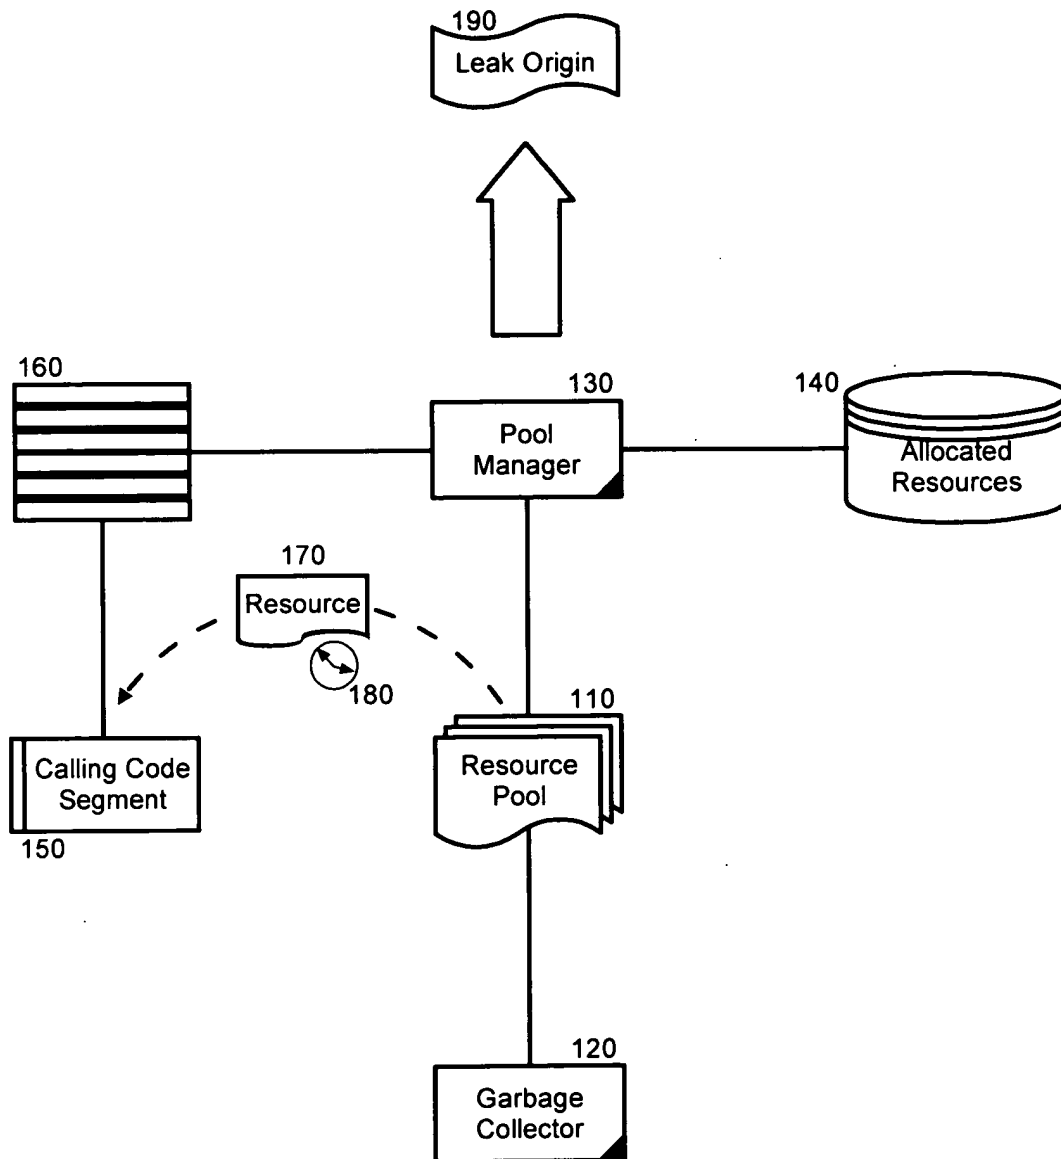 190
Leak Origin
160
130
140
Pool
Manager
Allocated
Resources
170
Resource
180
110
Calling Code
Segment
150
Resource
Pool
120
Garbage
Collector